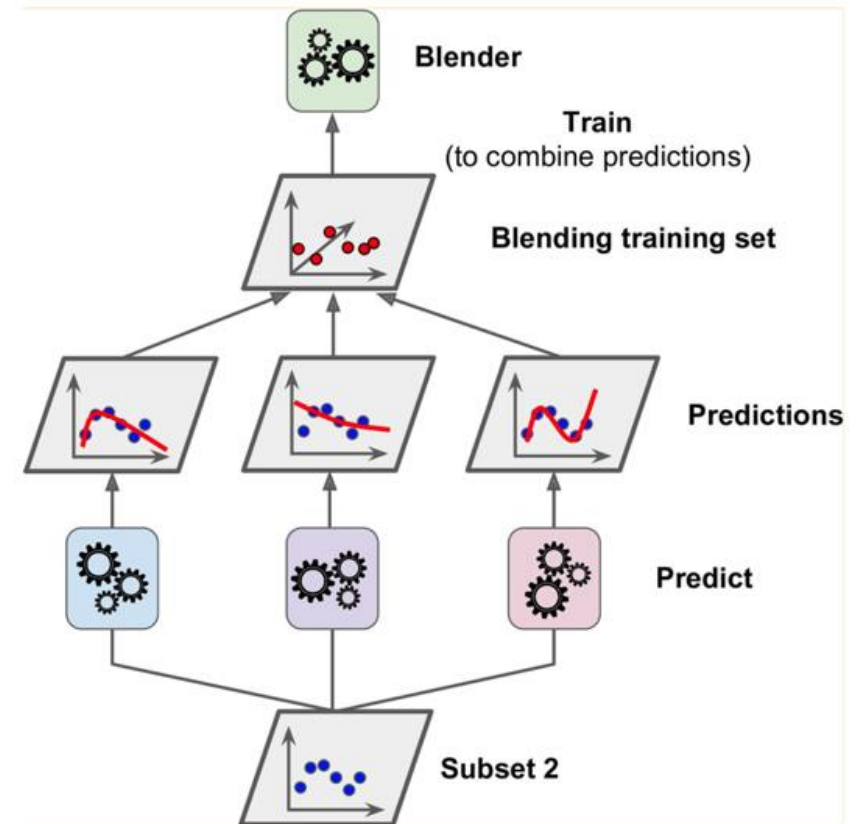 Blender
Train
(to combine predictions)
Blending training set
Predictions
Predict
Subset 2